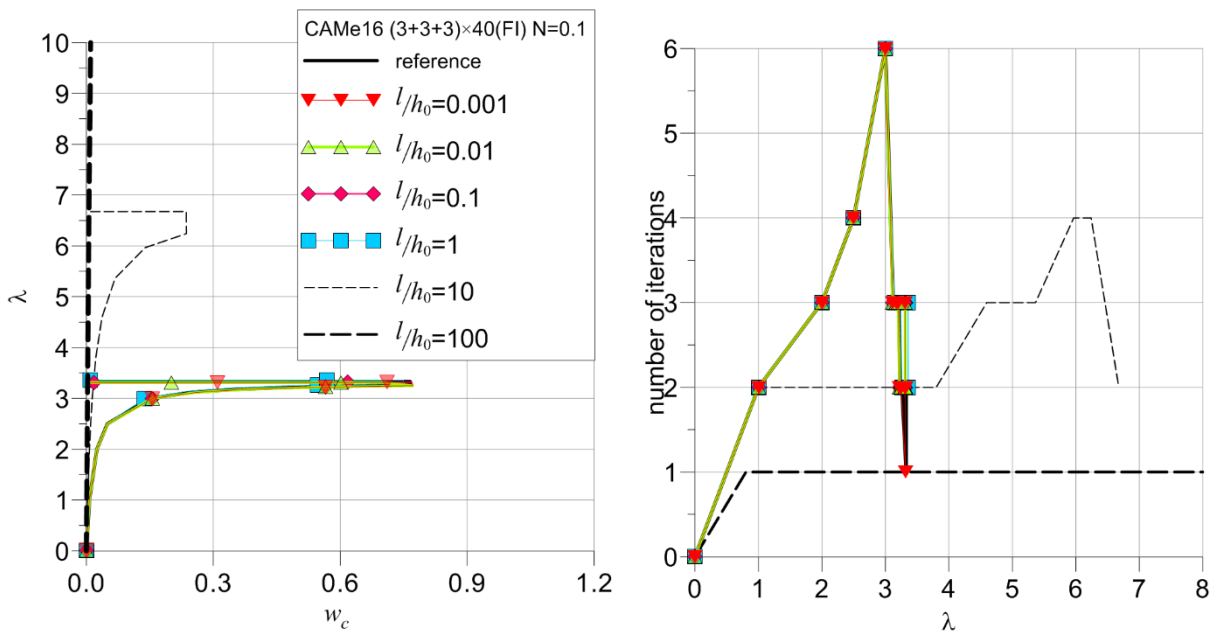 CAMe16 (3+3+3)×40(FI) N=0.1
reference
l/h₀=0.001
l/h₀=0.01
l/h₀=0.1
l/h₀=1
l/h₀=10
l/h₀=100
10
9
8
7
6
5
4
3
2
1
0
λ
0.0 0.3 0.6 0.9 1.2
w_c
6
5
4
3
2
1
0
number of iterations
0 1 2 3 4 5 6 7 8
λ